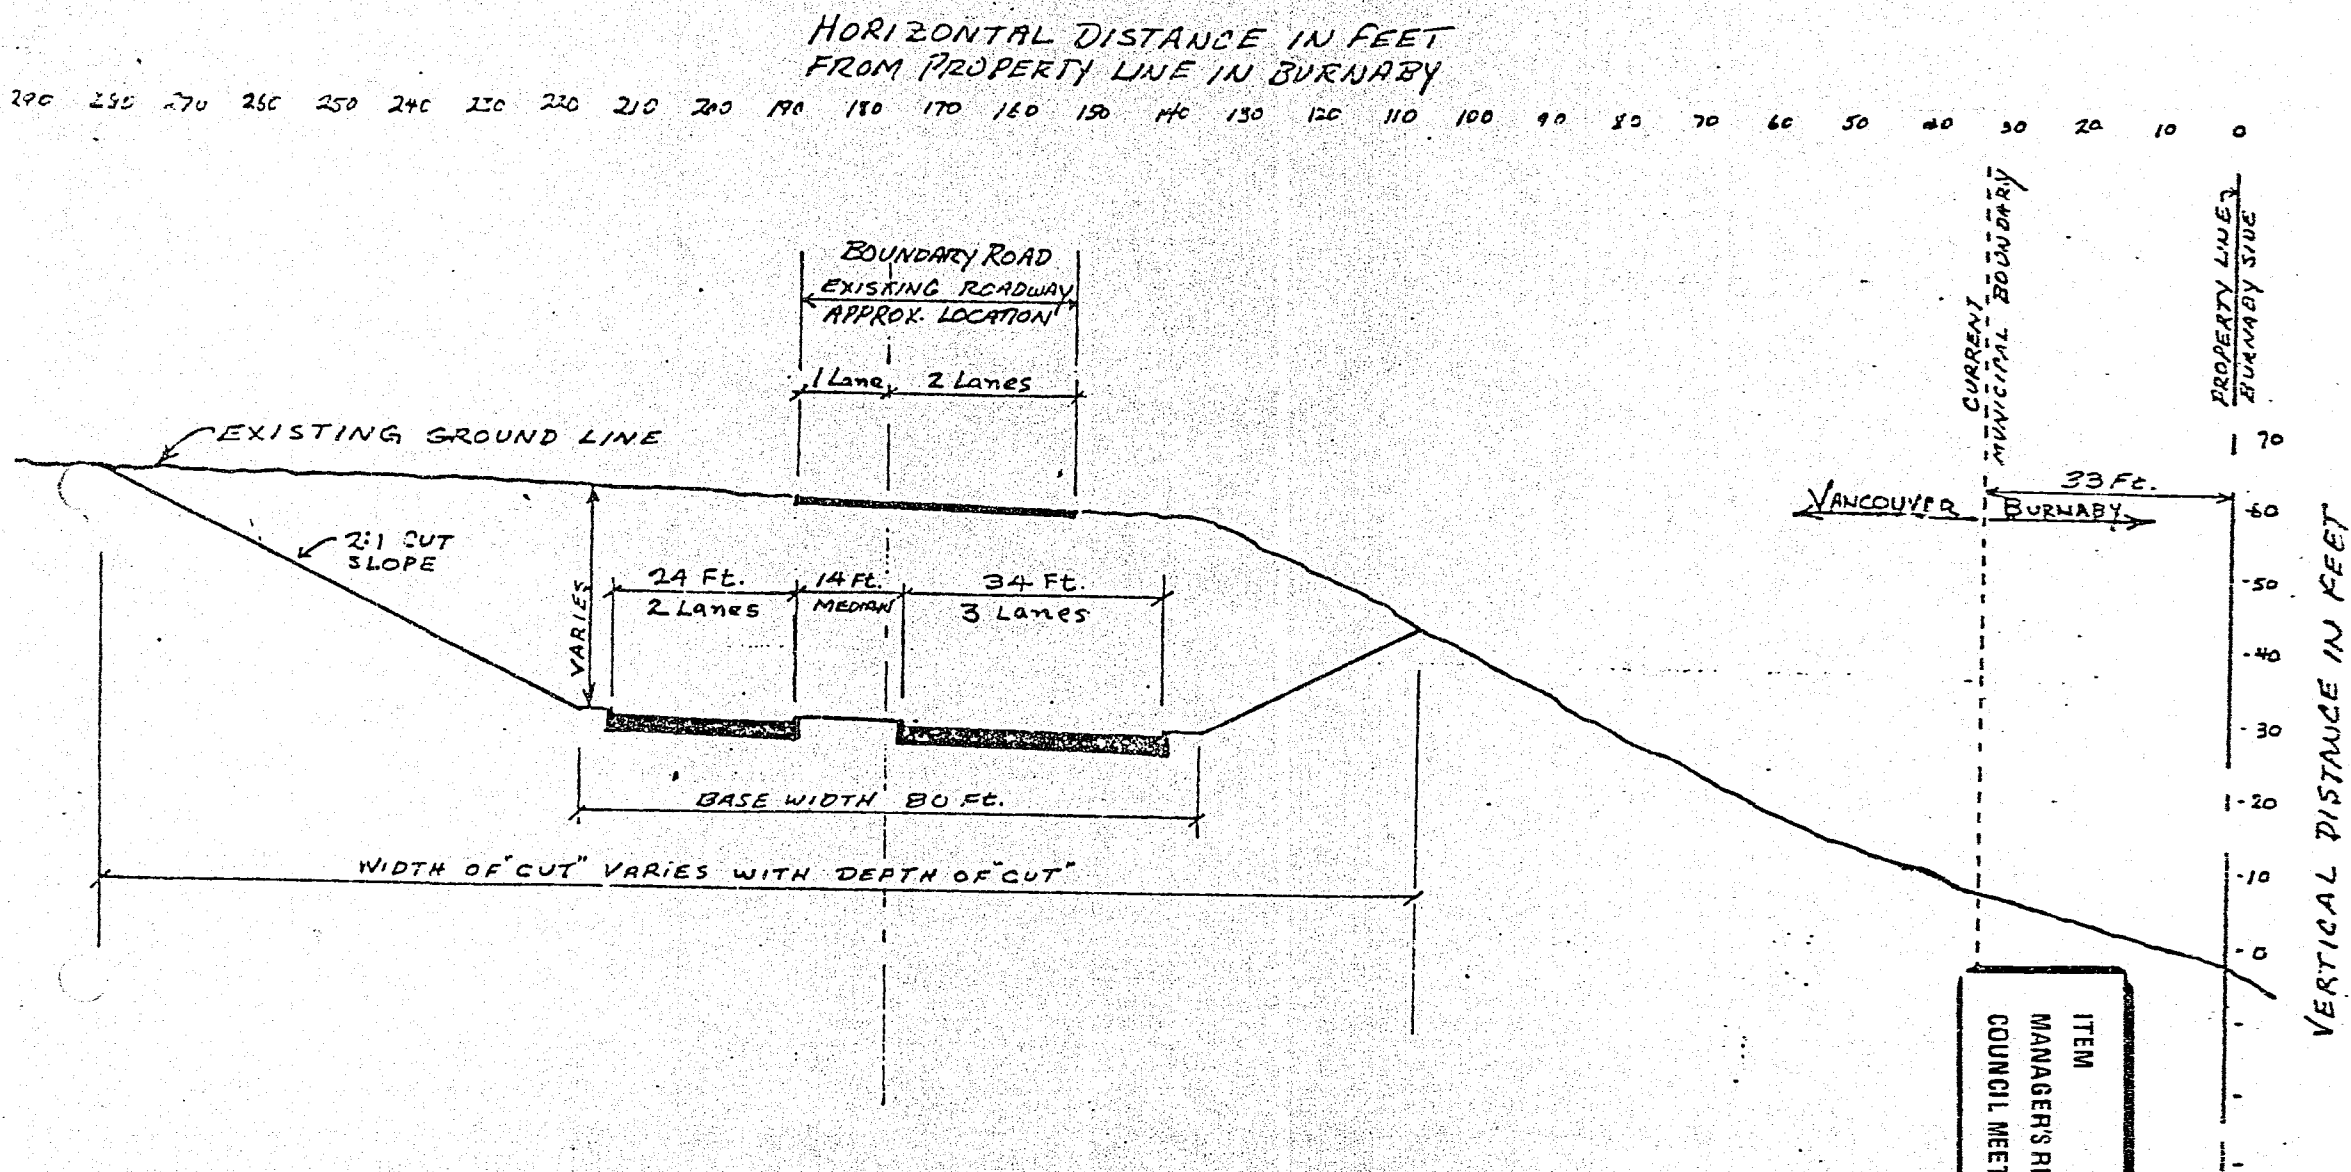 HORIZONTAL DISTANCE IN FEET
FROM PROPERTY LINE IN BURNABY
290 280 270 260 250 240 230 220 210 200 190 180 170 160 150 140 130 120 110 100 90 80 70 60 50 40 30 20 10 0
BOUNDARY ROAD
EXISTING ROADWAY
APPROX. LOCATION
1 Lane 2 Lanes
EXISTING GROUND LINE
2:1 CUT
SLOPE
VARIES
24 Ft.
2 Lanes
14 Ft.
MEDIAN
34 Ft.
3 Lanes
BASE WIDTH 80 Ft.
WIDTH OF "CUT" VARIES WITH DEPTH OF "CUT"
CURRENT
MUNICIPAL BOUNDARY
PROPERTY LINE
BURNABY SIDE
33 Ft.
VANCOUVER BURNABY
70
-60
-50
-40
-30
-20
-10
-0
VERTICAL DISTANCE IN FEET
ITEM
MANAGER'S R
COUNCIL MEET